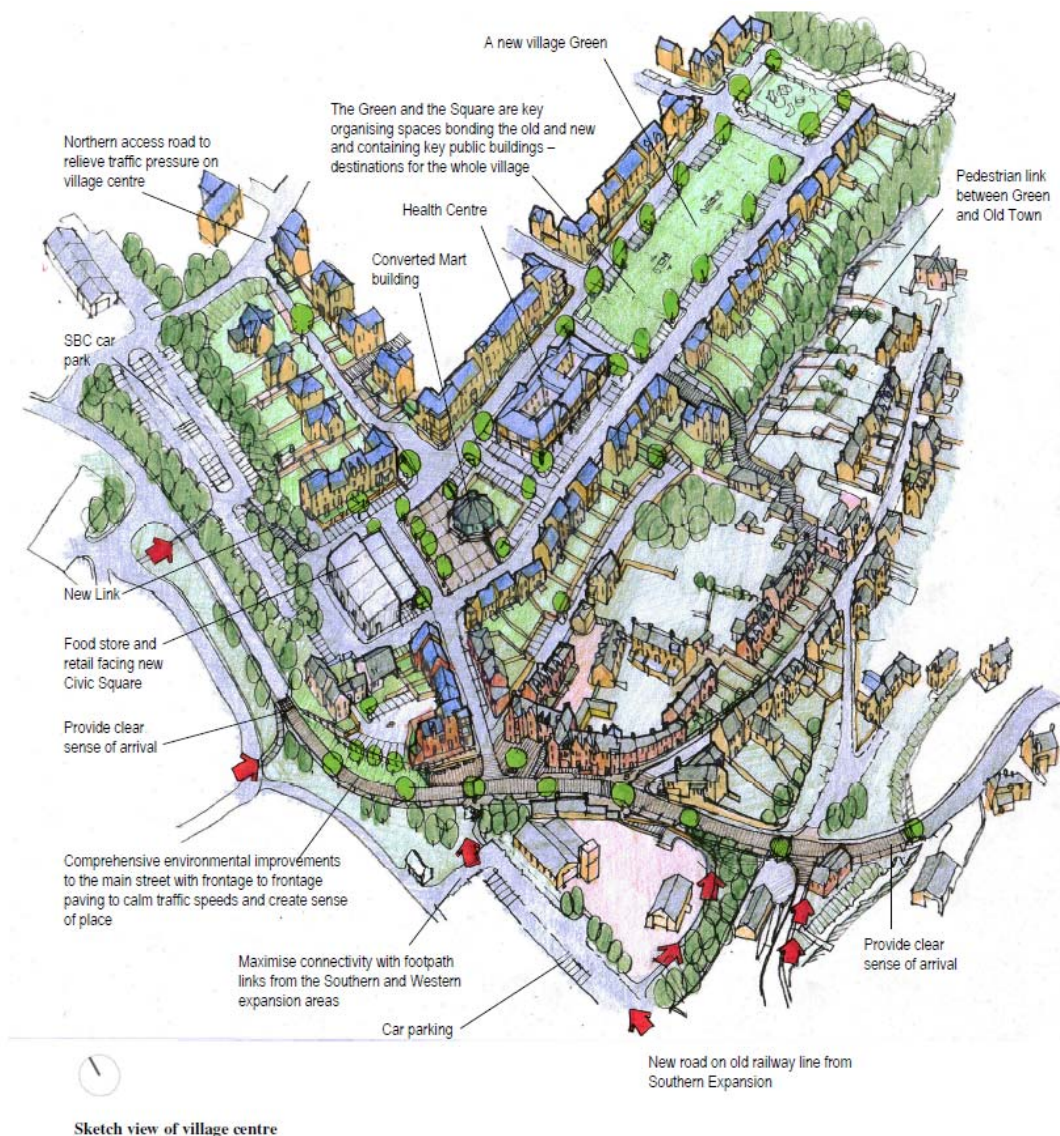 A new village Green
The Green and the Square are key
organising spaces bonding the old and new
and containing key public buildings –
destinations for the whole village
Northern access road to
relieve traffic pressure on
village centre
Pedestrian link
between Green
and Old Town
Health Centre
Converted Mart
building
SBC car
park
New Link
Food store and
retail facing new
Civic Square
Provide clear
sense of arrival
Comprehensive environmental improvements
to the main street with frontage to frontage
paving to calm traffic speeds and create sense
of place
Maximise connectivity with footpath
links from the Southern and Western
expansion areas
Provide clear
sense of arrival
Car parking
New road on old railway line from
Southern Expansion
Sketch view of village centre